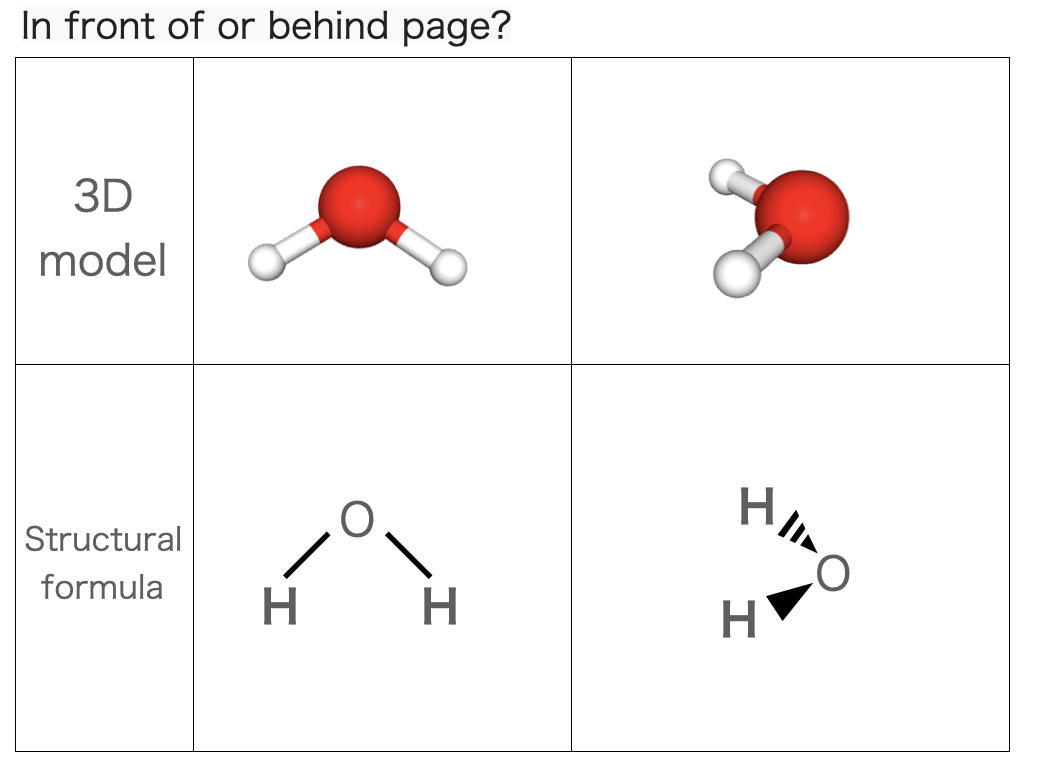 In front of or behind page?
3D
model
Structural
formula
O
H H
H
O
H